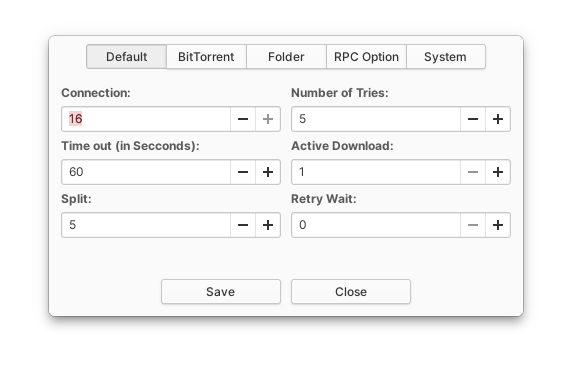 Default BitTorrent Folder RPC Option System
Connection: Number of Tries:
16 5
Time out (in Secconds): Active Download:
60 1
Split: Retry Wait:
5 0
Save Close